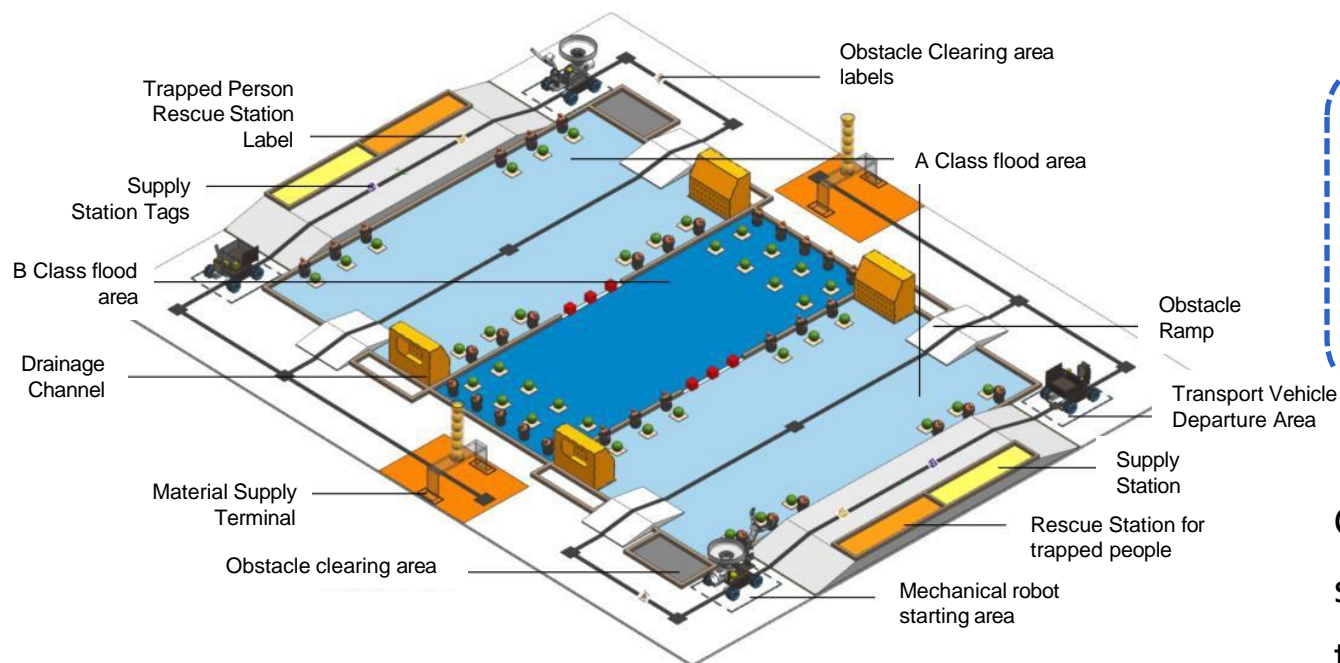 Obstacle Clearing area
labels
Trapped Person
Rescue Station
Label
A Class flood area
Supply
Station Tags
B Class flood
area
Obstacle
Ramp
Drainage
Channel
Transport Vehicle
Departure Area
Supply
Station
Material Supply
Terminal
Rescue Station for
trapped people
Obstacle clearing area
Mechanical robot
starting area